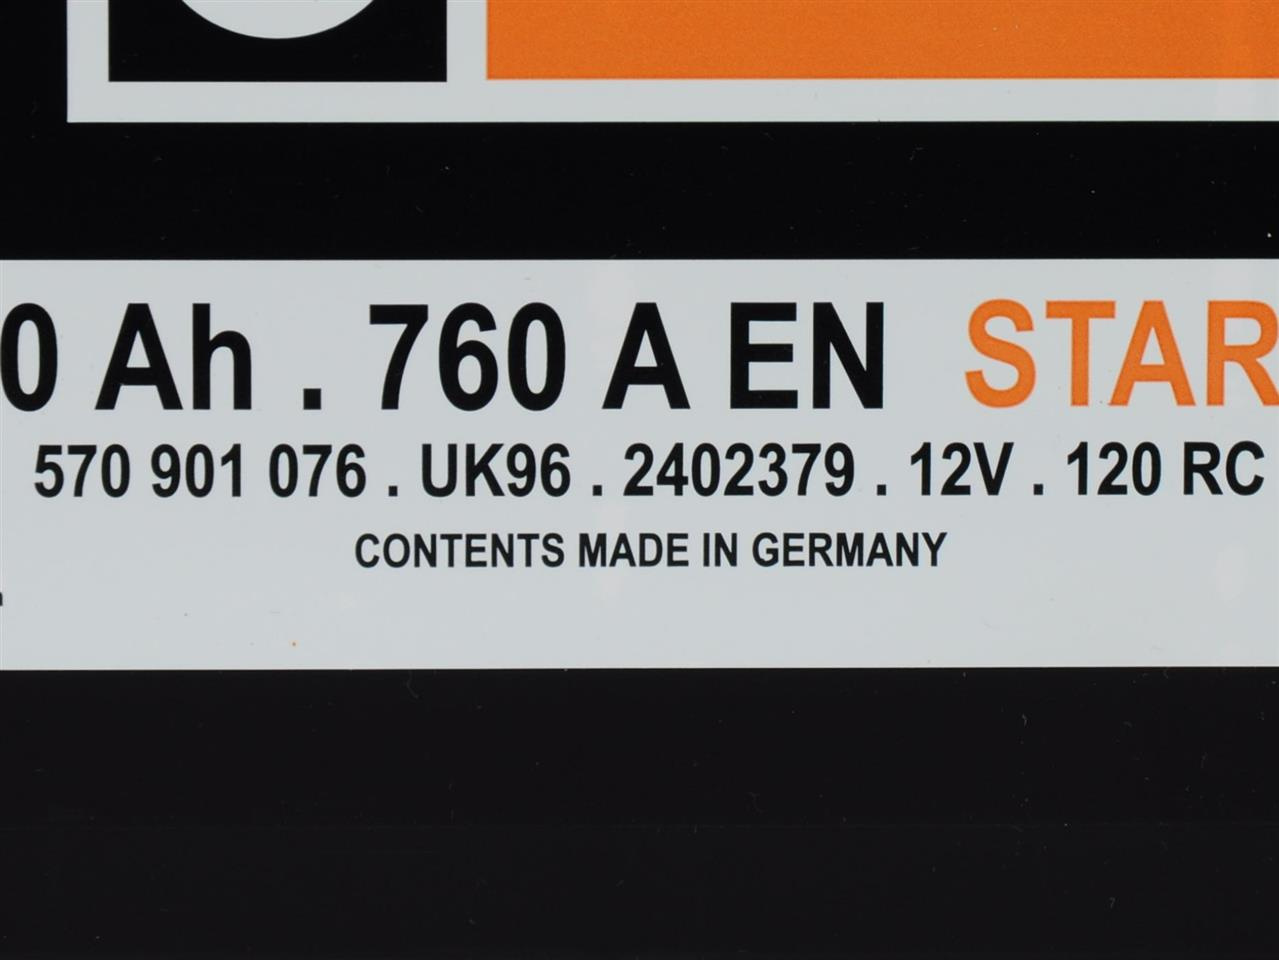 0 Ah . 760 A EN STAR
570 901 076 . UK96 . 2402379 . 12V . 120 RC
CONTENTS MADE IN GERMANY